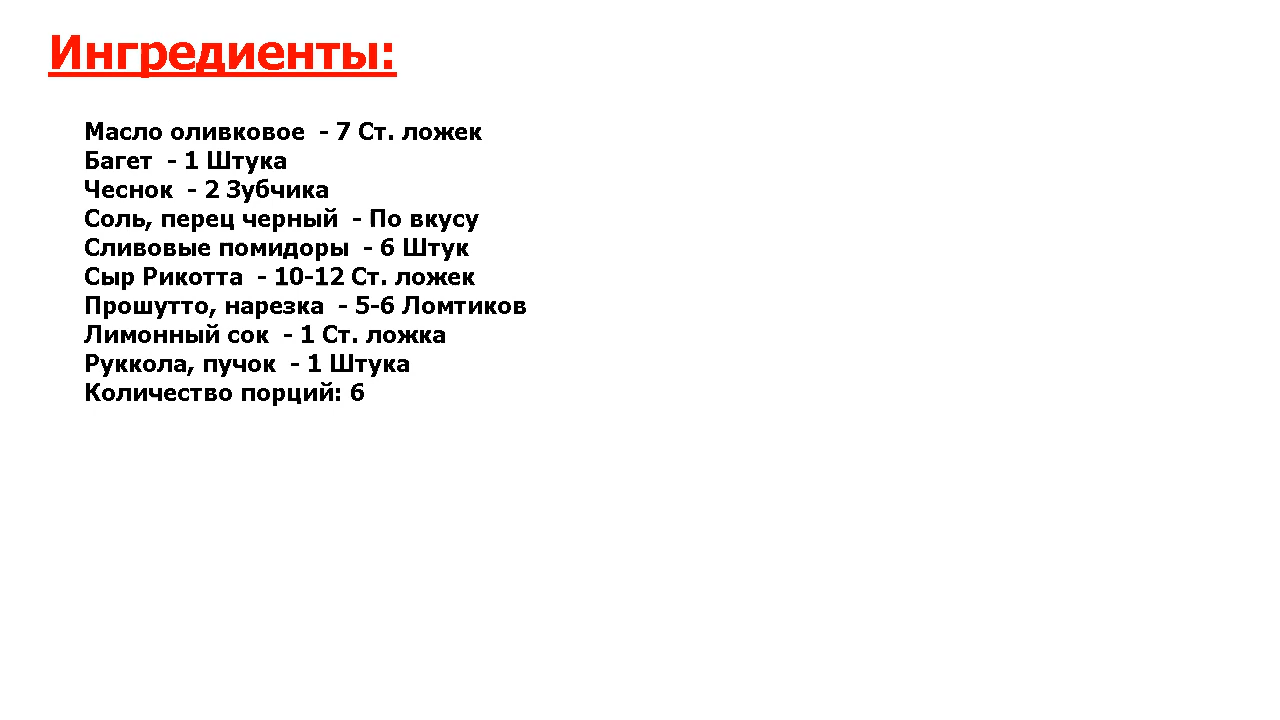 Ингредиенты:
Масло оливковое  - 7 Ст. ложек
Багет  - 1 Штука
Чеснок  - 2 Зубчика
Соль, перец черный  - По вкусу
Сливовые помидоры  - 6 Штук
Сыр Рикотта  - 10-12 Ст. ложек
Прошутто, нарезка  - 5-6 Ломтиков
Лимонный сок  - 1 Ст. ложка
Руккола, пучок  - 1 Штука
Количество порций: 6